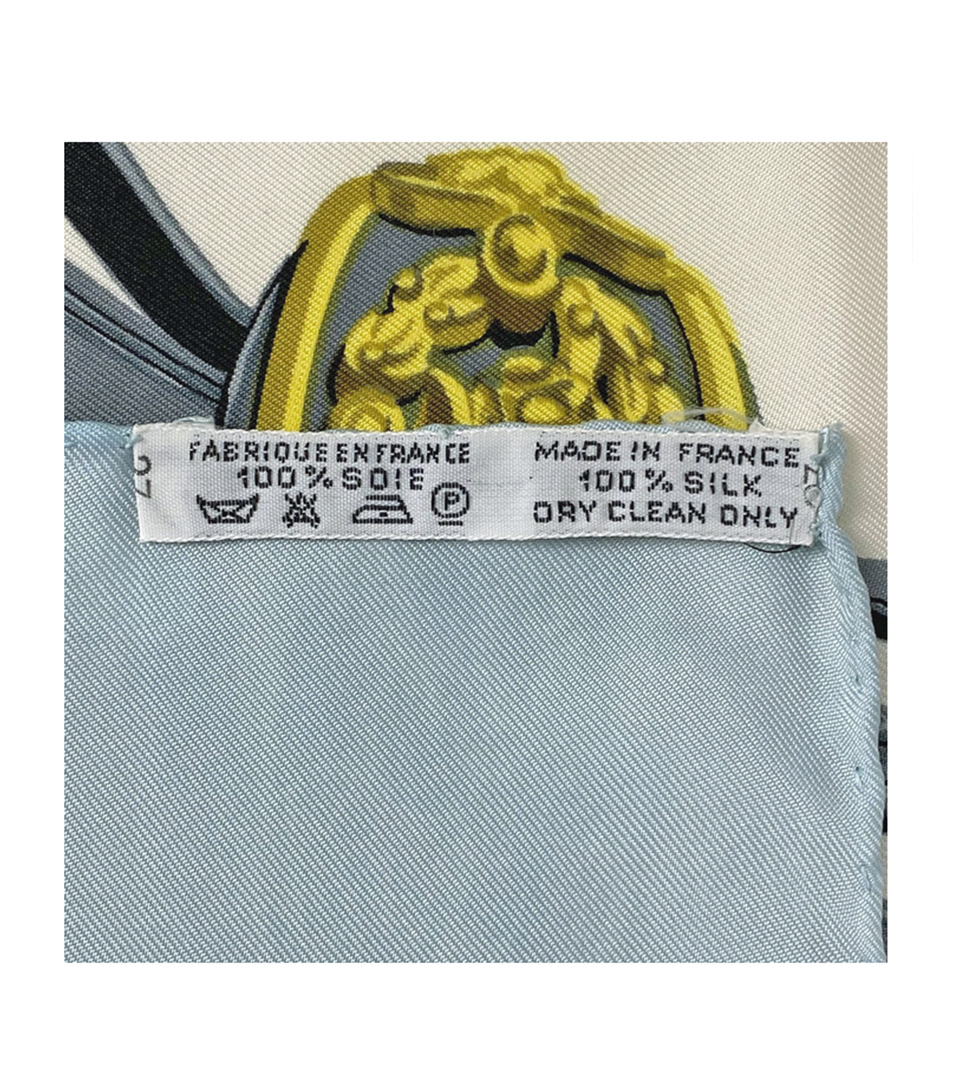 FABRIQUE EN FRANCE
100 % SOIE
P
MADE IN FRANCE
100 % SILK
DRY CLEAN ONLY